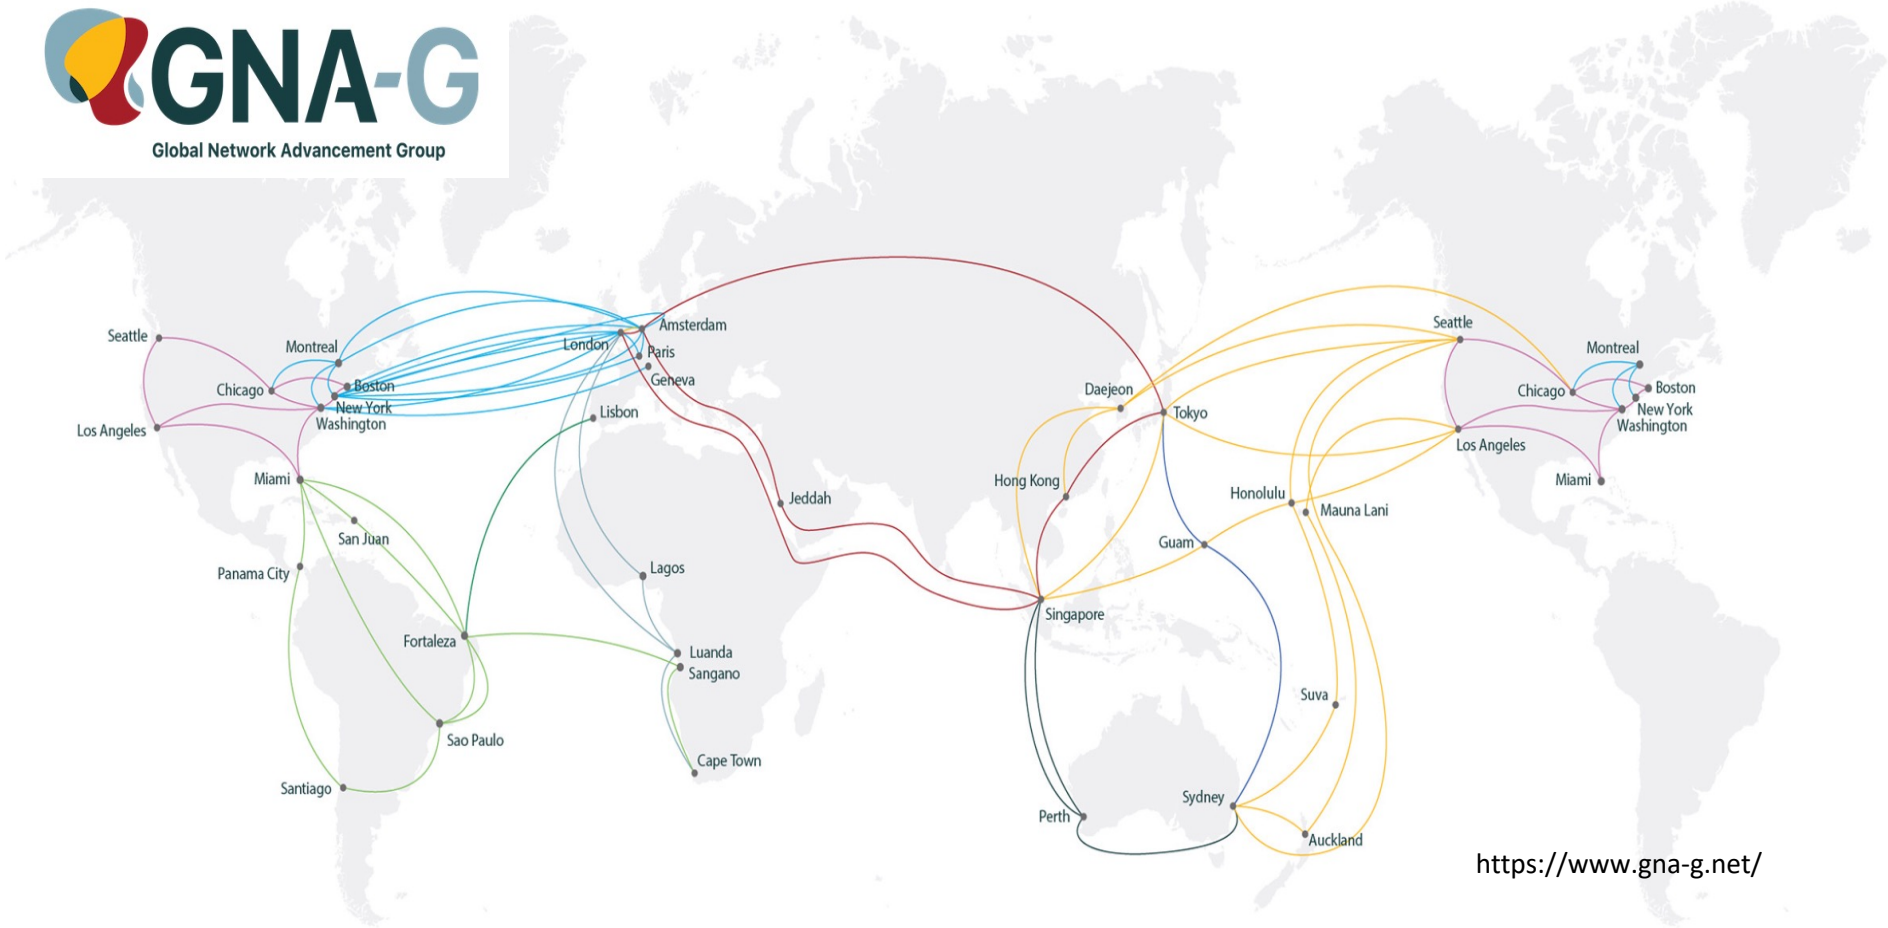 GNA-G
Global Network Advancement Group
Seattle
Montreal
Chicago
Boston
New York
Washington
Los Angeles
Miami
San Juan
Panama City
Fortaleza
Sao Paulo
Santiago
Amsterdam
London
Paris
Geneva
Lisbon
Jeddah
Lagos
Luanda
Sangano
Cape Town
Daejeon
Tokyo
Hong Kong
Guam
Singapore
Perth
Sydney
Auckland
Suva
Honolulu
Mauna Lani
Seattle
Montreal
Chicago
Boston
New York
Washington
Los Angeles
Miami
https://www.gna-g.net/